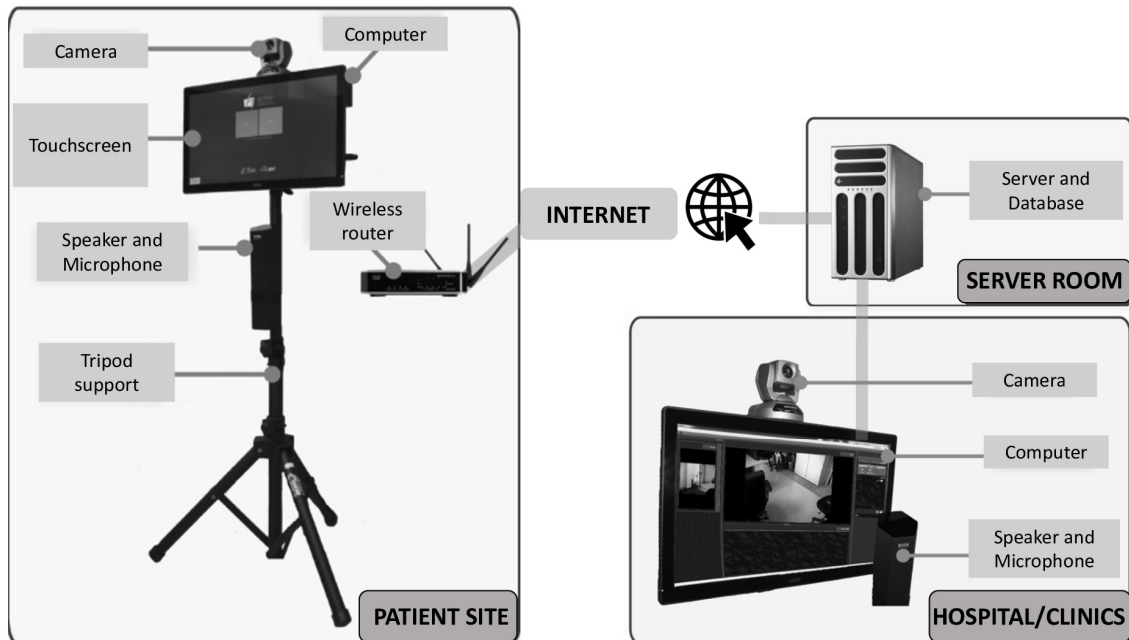 Camera
Computer
Touchscreen
Speaker and
Microphone
Wireless
router
Tripod
support
PATIENT SITE
INTERNET
Server and
Database
SERVER ROOM
Camera
Computer
Speaker and
Microphone
HOSPITAL/CLINICS